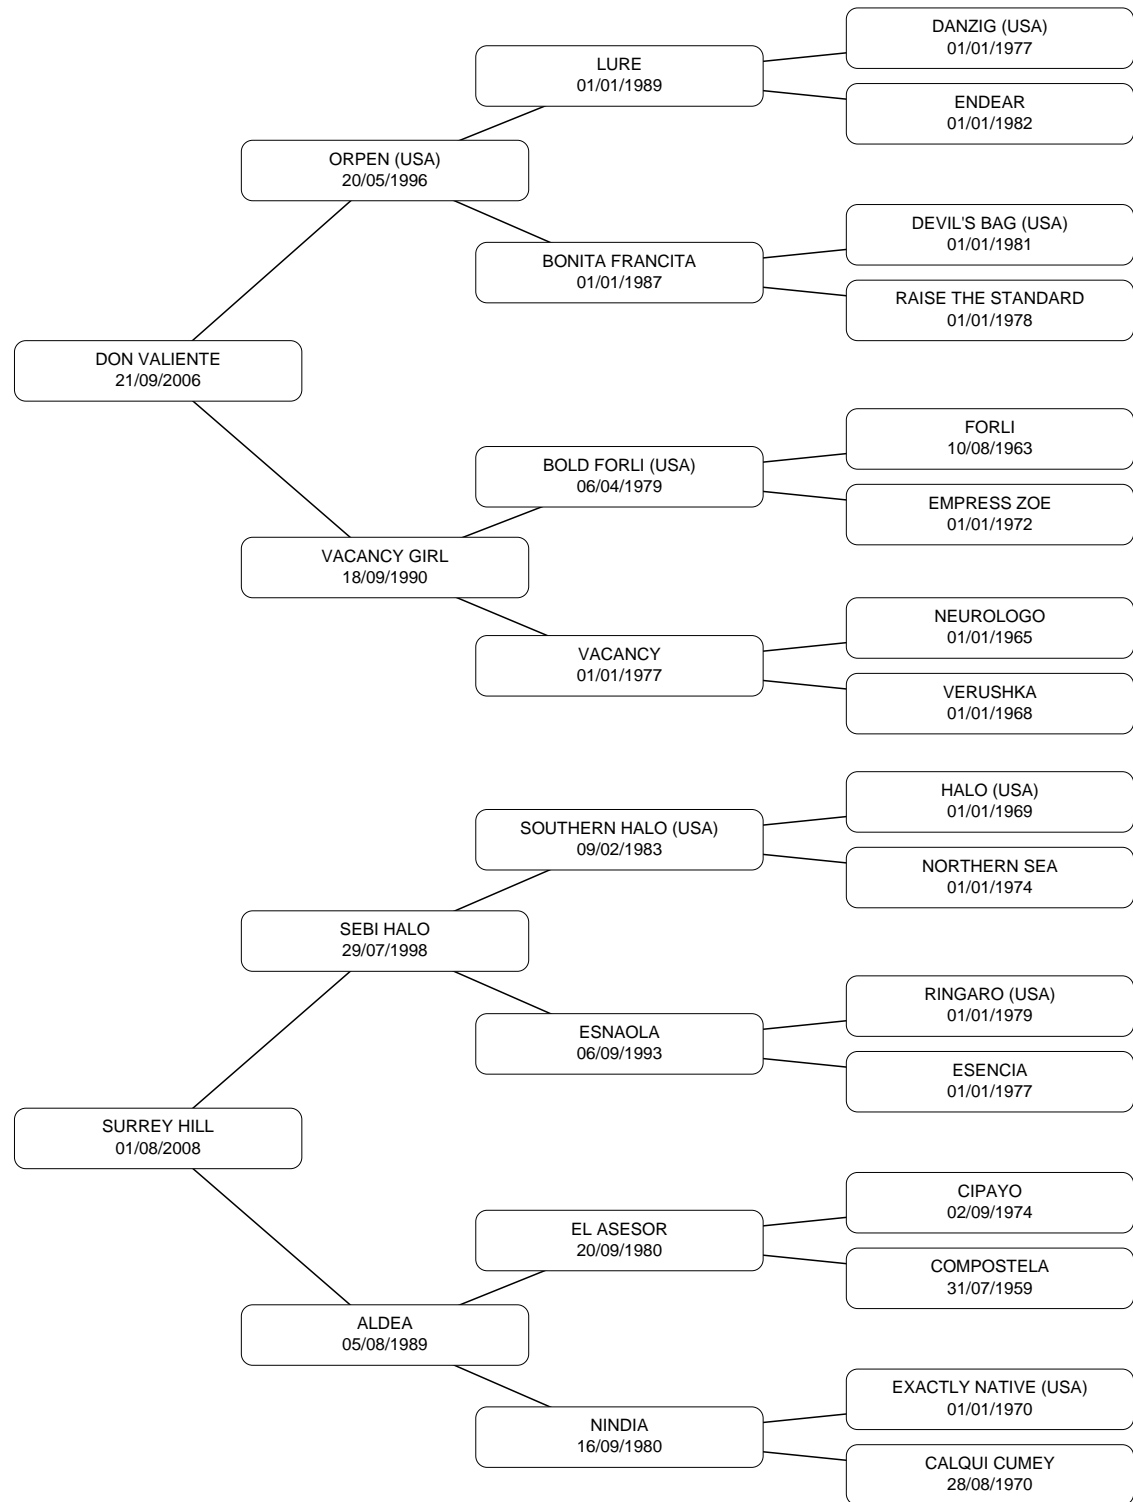 DANZIG (USA)
01/01/1977
LURE
01/01/1989
ENDEAR
01/01/1982
ORPEN (USA)
20/05/1996
DEVIL'S BAG (USA)
01/01/1981
BONITA FRANCITA
01/01/1987
RAISE THE STANDARD
01/01/1978
DON VALIENTE
21/09/2006
FORLI
10/08/1963
BOLD FORLI (USA)
06/04/1979
EMPRESS ZOE
01/01/1972
VACANCY GIRL
18/09/1990
NEUROLOGO
01/01/1965
VACANCY
01/01/1977
VERUSHKA
01/01/1968
HALO (USA)
01/01/1969
SOUTHERN HALO (USA)
09/02/1983
NORTHERN SEA
01/01/1974
SEBI HALO
29/07/1998
RINGARO (USA)
01/01/1979
ESNAOLA
06/09/1993
ESENCIA
01/01/1977
SURREY HILL
01/08/2008
CIPAYO
02/09/1974
EL ASESOR
20/09/1980
COMPOSTELA
31/07/1959
ALDEA
05/08/1989
EXACTLY NATIVE (USA)
01/01/1970
NINDIA
16/09/1980
CALQUI CUMEY
28/08/1970